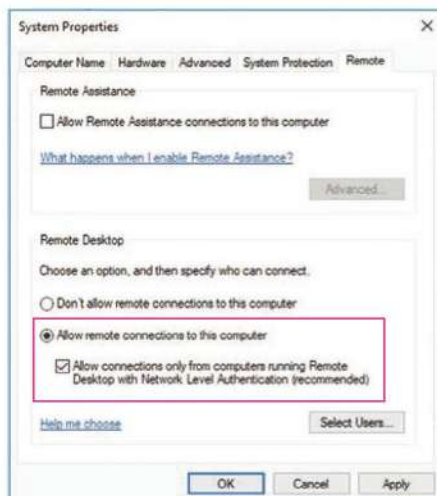 System Properties
Computer Name Hardware Advanced System Protection Remote
Remote Assistance
Allow Remote Assistance connections to this computer
What happens when I enable Remote Assistance?
Advanced...
Remote Desktop
Choose an option, and then specify who can connect.
Don't allow remote connections to this computer
Allow remote connections to this computer
Allow connections only from computers running Remote
Desktop with Network Level Authentication (recommended)
Help me choose
Select Users...
OK Cancel Apply